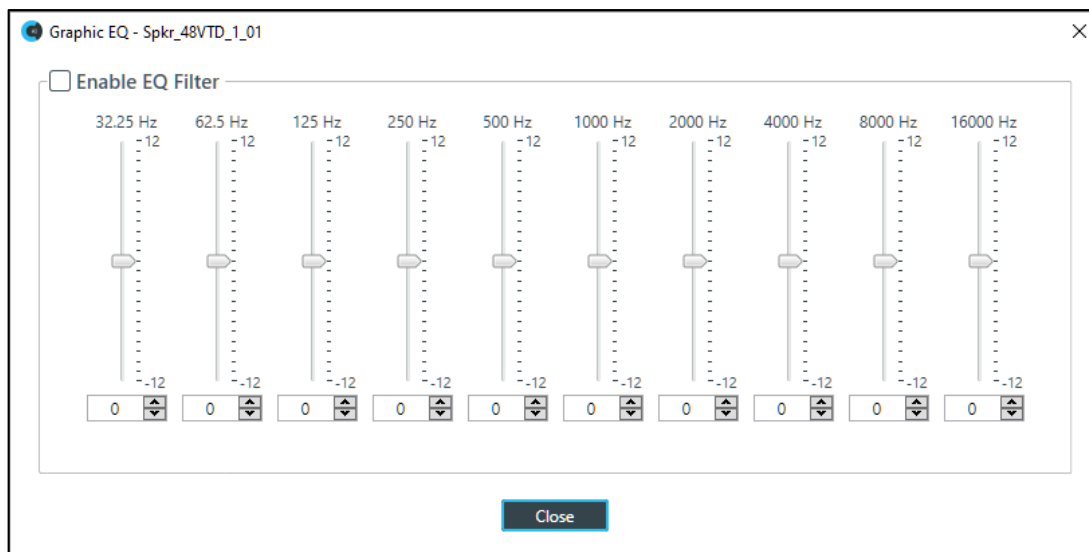 Graphic EQ - Spkr_48VTD_1_01
Enable EQ Filter
32.25 Hz 62.5 Hz 125 Hz 250 Hz 500 Hz 1000 Hz 2000 Hz 4000 Hz 8000 Hz 16000 Hz
12 12 12 12 12 12 12 12 12 12
-12 -12 -12 -12 -12 -12 -12 -12 -12 -12
0 0 0 0 0 0 0 0 0 0
Close